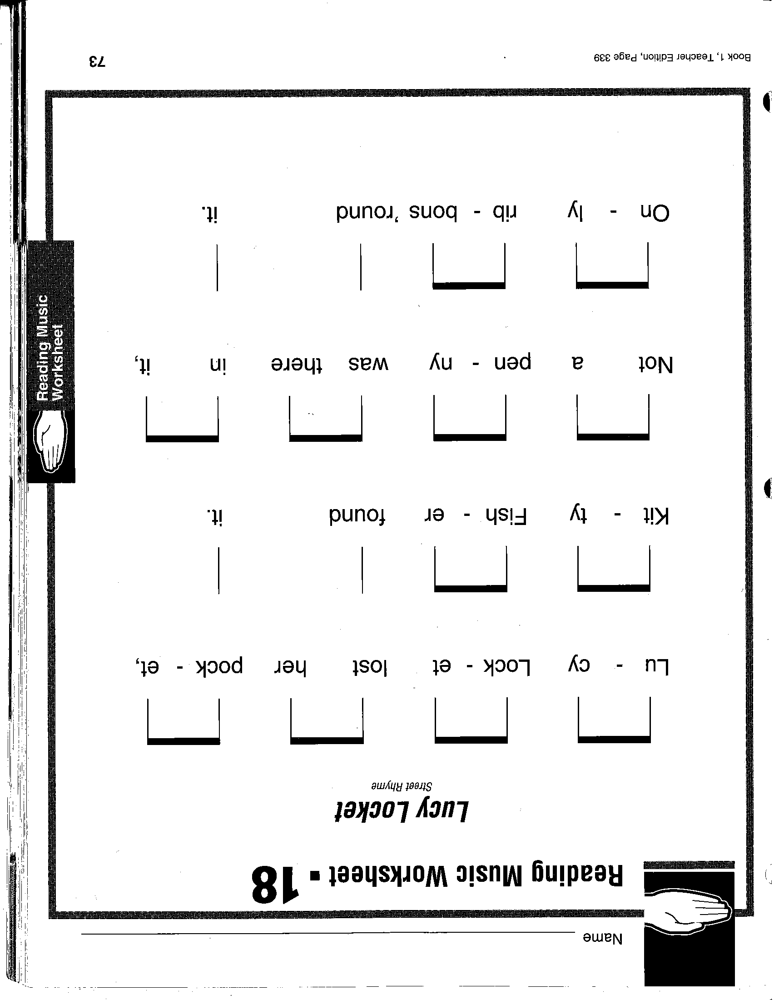 Name
Reading Music Worksheet ▪ 18
Lucy Locket
Street Rhyme
Lu - cy Lock - et lost her pock - et,
Kit - ty Fish - er found it.
Not a pen - ny was there in it,
On - ly rib - bons 'round it.
Reading Music
Worksheet
Book 1, Teacher Edition, Page 339
73